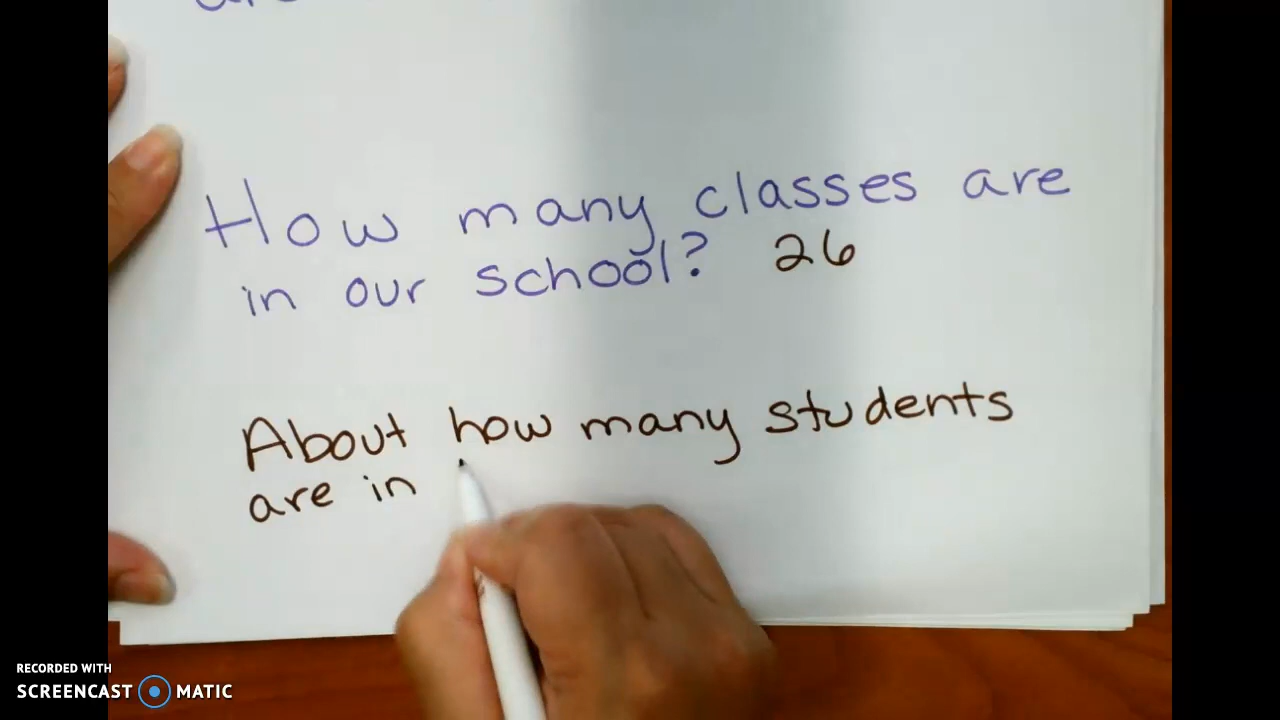 How many classes are
in our school? 26
About how many students
are in
RECORDED WITH
SCREENCAST MATIC